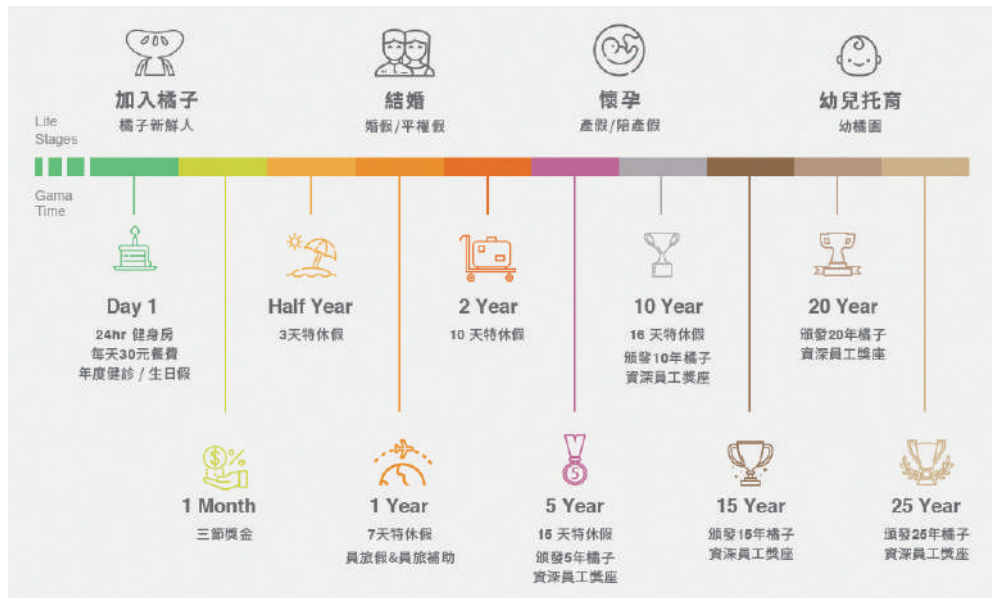 加入橘子
橘子新鮮人
結婚
婚假/平權假
懷孕
產假/陪產假
幼兒托育
幼橘園
Life
Stages
Gama
Time
Day 1
24hr 健身房
每天30元餐費
年度健診 / 生日假
Half Year
3天特休假
2 Year
10 天特休假
10 Year
16 天特休假
頒發10年橘子
資深員工獎座
20 Year
頒發20年橘子
資深員工獎座
$%
1 Month
三節獎金
1 Year
7天特休假
員旅假&員旅補助
5
5 Year
15 天特休假
頒發5年橘子
資深員工獎座
15 Year
頒發15年橘子
資深員工獎座
25 Year
頒發25年橘子
資深員工獎座